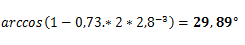 arccos(1 − 0,73.∗ 2 ∗ 2,8⁻³) = 29,89°